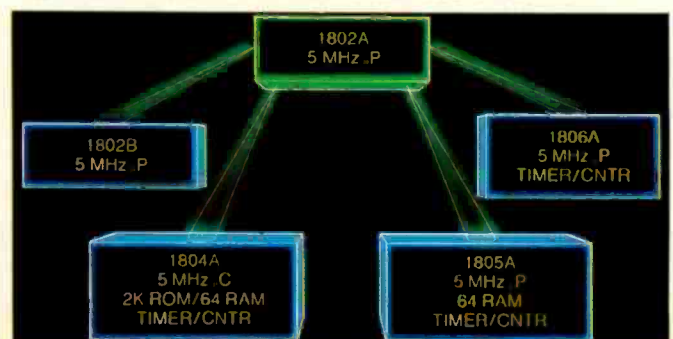 1802A
5 MHz μP
1802B
5 MHz μP
1806A
5 MHz μP
TIMER/CNTR
1804A
5 MHz μC
2K ROM/64 RAM
TIMER/CNTR
1805A
5 MHz μP
64 RAM
TIMER/CNTR